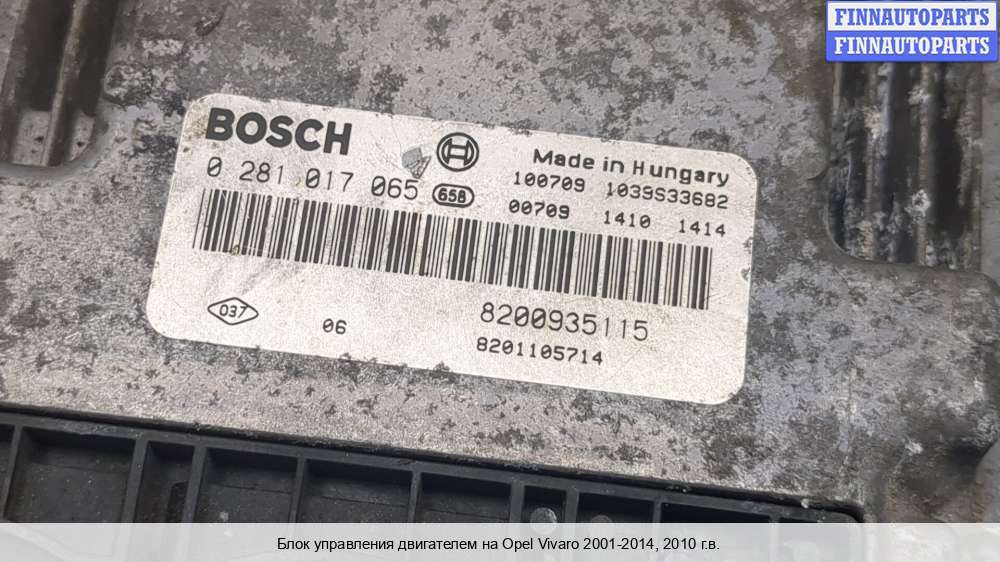 FINNAUTOPARTS
FINNAUTOPARTS
BOSCH
Made in Hungary
0 281 017 065 658
100709 1039S33682
00709 1410 1414
037
06
8200935115
8201105714
Блок управления двигателем на Opel Vivaro 2001-2014, 2010 г.в.